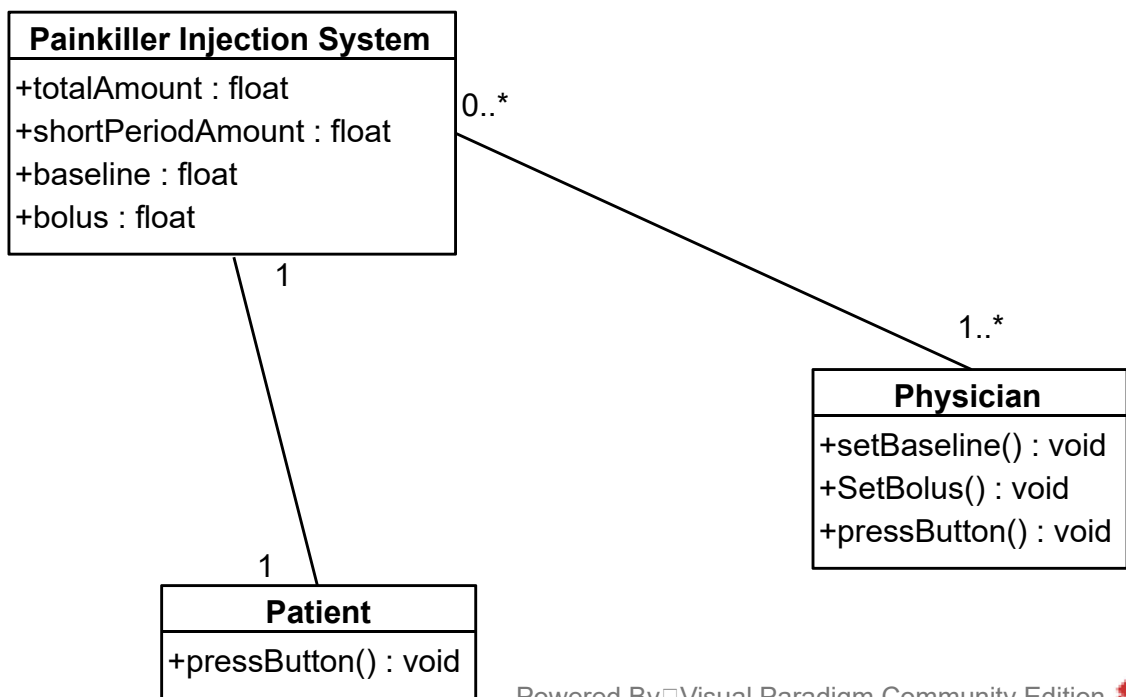 Painkiller Injection System
+totalAmount : float
+shortPeriodAmount : float
+baseline : float
+bolus : float
0..*
1
1..*
Physician
+setBaseline() : void
+SetBolus() : void
+pressButton() : void
1
Patient
+pressButton() : void
Powered By□Visual Paradigm Community Edition